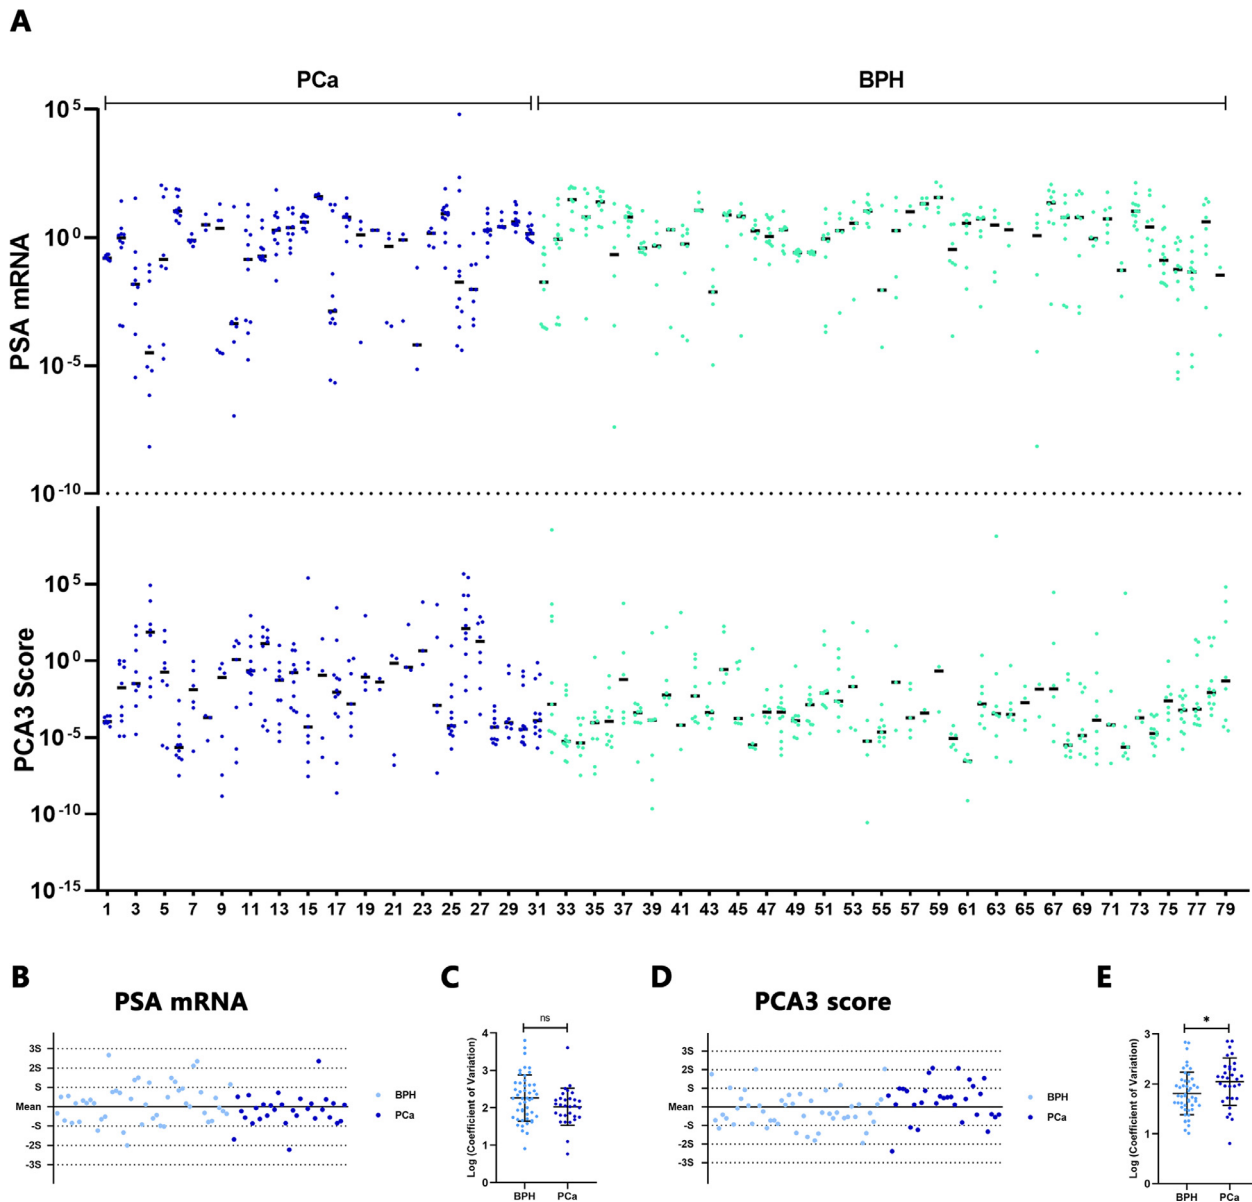 A
PCa
BPH
PSA mRNA
10^5
10^0
10^-5
10^-10
PCA3 Score
10^5
10^0
10^-5
10^-10
10^-15
1 3 5 7 9 11 13 15 17 19 21 23 25 27 29 31 33 35 37 39 41 43 45 47 49 51 53 55 57 59 61 63 65 67 69 71 73 75 77 79
B
PSA mRNA
3S
2S
S
Mean
-S
-2S
-3S
BPH
PCa
C
ns
Log (Coefficient of Variation)
4
3
2
1
0
BPH PCa
D
PCA3 score
3S
2S
S
Mean
-S
-2S
-3S
BPH
PCa
E
*
Log (Coefficient of Variation)
3
2
1
0
BPH PCa